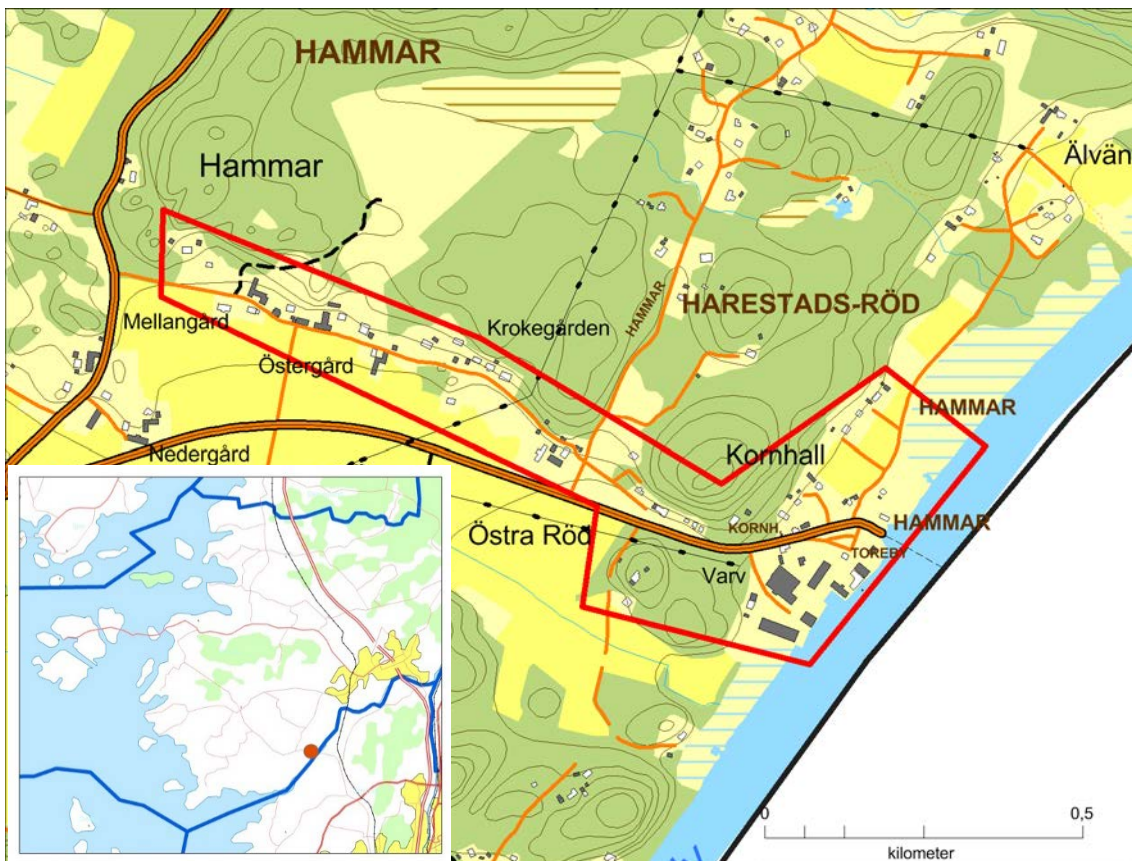 HAMMAR
Hammar
Älvän
HARESTADS-RÖD
HAMMAR
Mellangård
Krokegården
Östergård
HAMMAR
Kornhall
Nedergård
HAMMAR
Östra Röd
KORNH.
TOREBY
Varv
0
0,5
kilometer